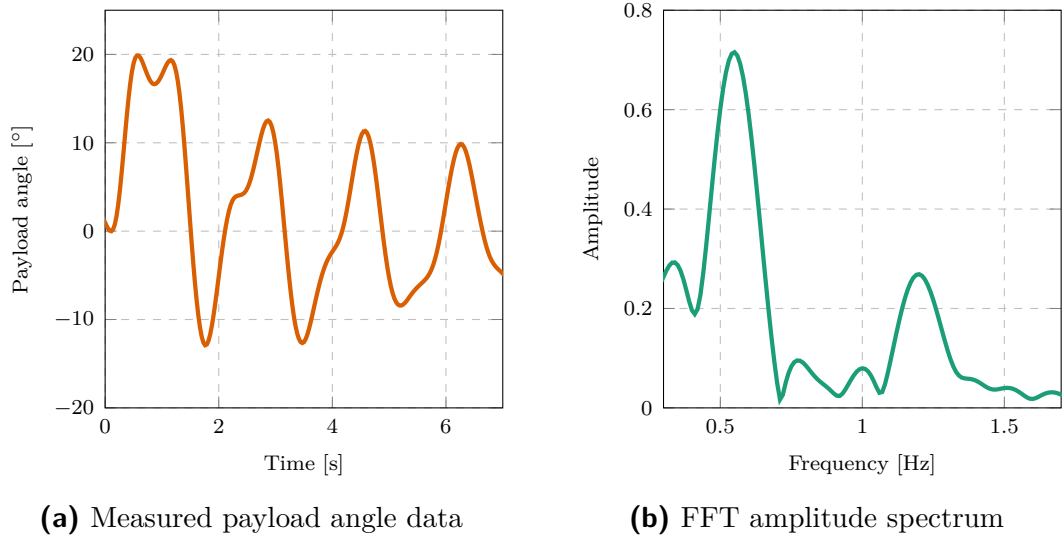 20
10
0
−10
−20
Payload angle [°]
0
2
4
6
Time [s]
(a) Measured payload angle data
0.8
0.6
0.4
0.2
0
Amplitude
0.5
1
1.5
Frequency [Hz]
(b) FFT amplitude spectrum